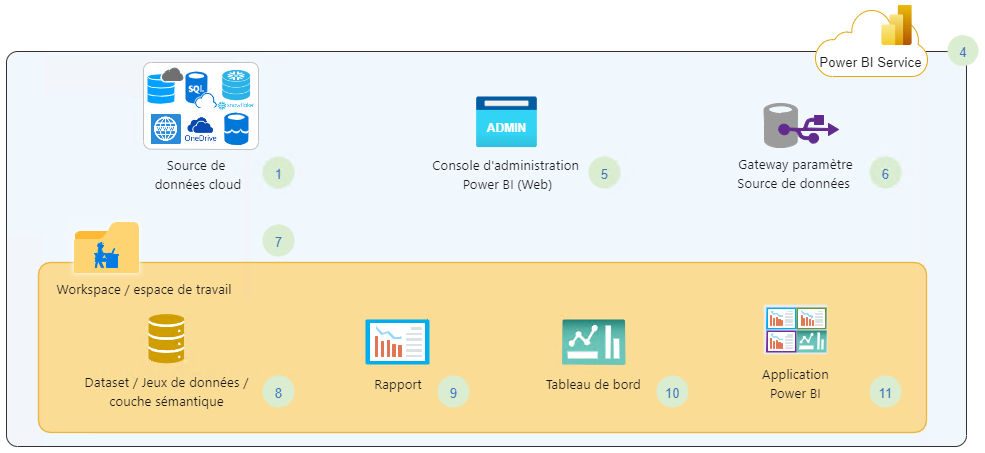 Power BI Service
4
SQL
snowflake
OneDrive
ADMIN
Source de
données cloud
1
Console d'administration
Power BI (Web)
5
Gateway paramètre
Source de données
6
7
Workspace / espace de travail
Dataset / Jeux de données /
couche sémantique
8
Rapport
9
Tableau de bord
10
Application
Power BI
11